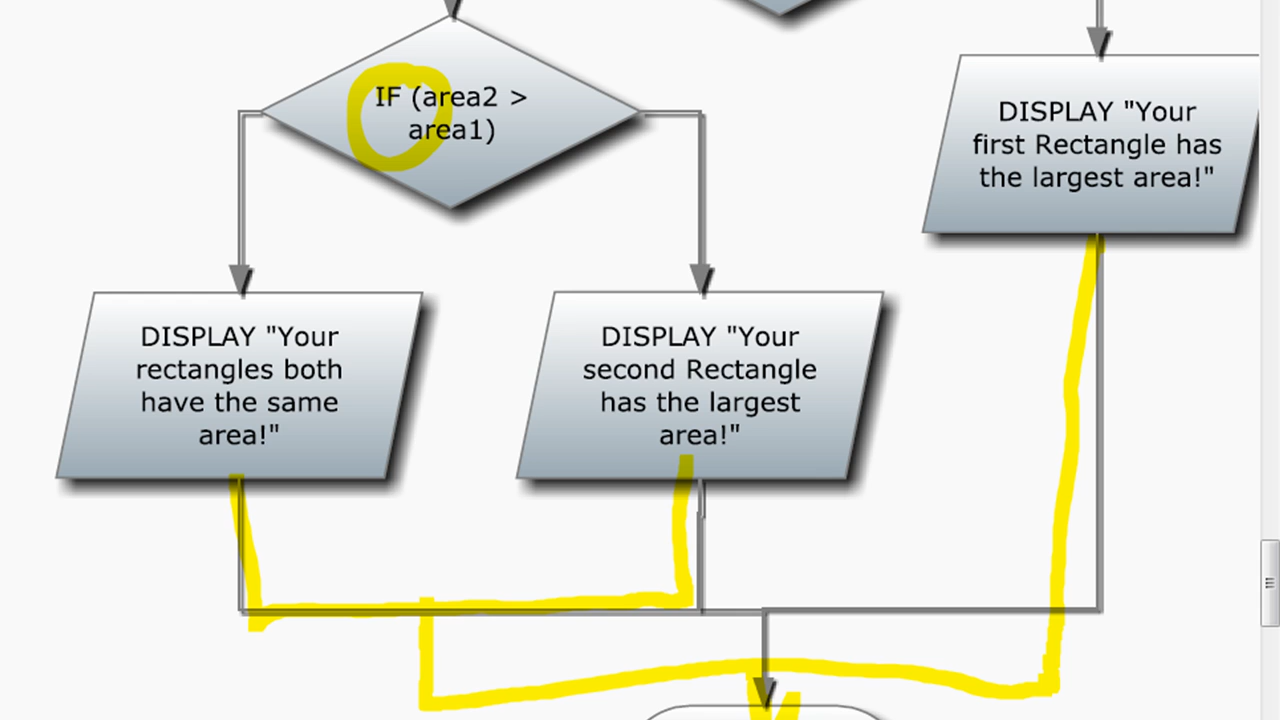 IF (area2 >
area1)
DISPLAY "Your
first Rectangle has
the largest area!"
DISPLAY "Your
rectangles both
have the same
area!"
DISPLAY "Your
second Rectangle
has the largest
area!"